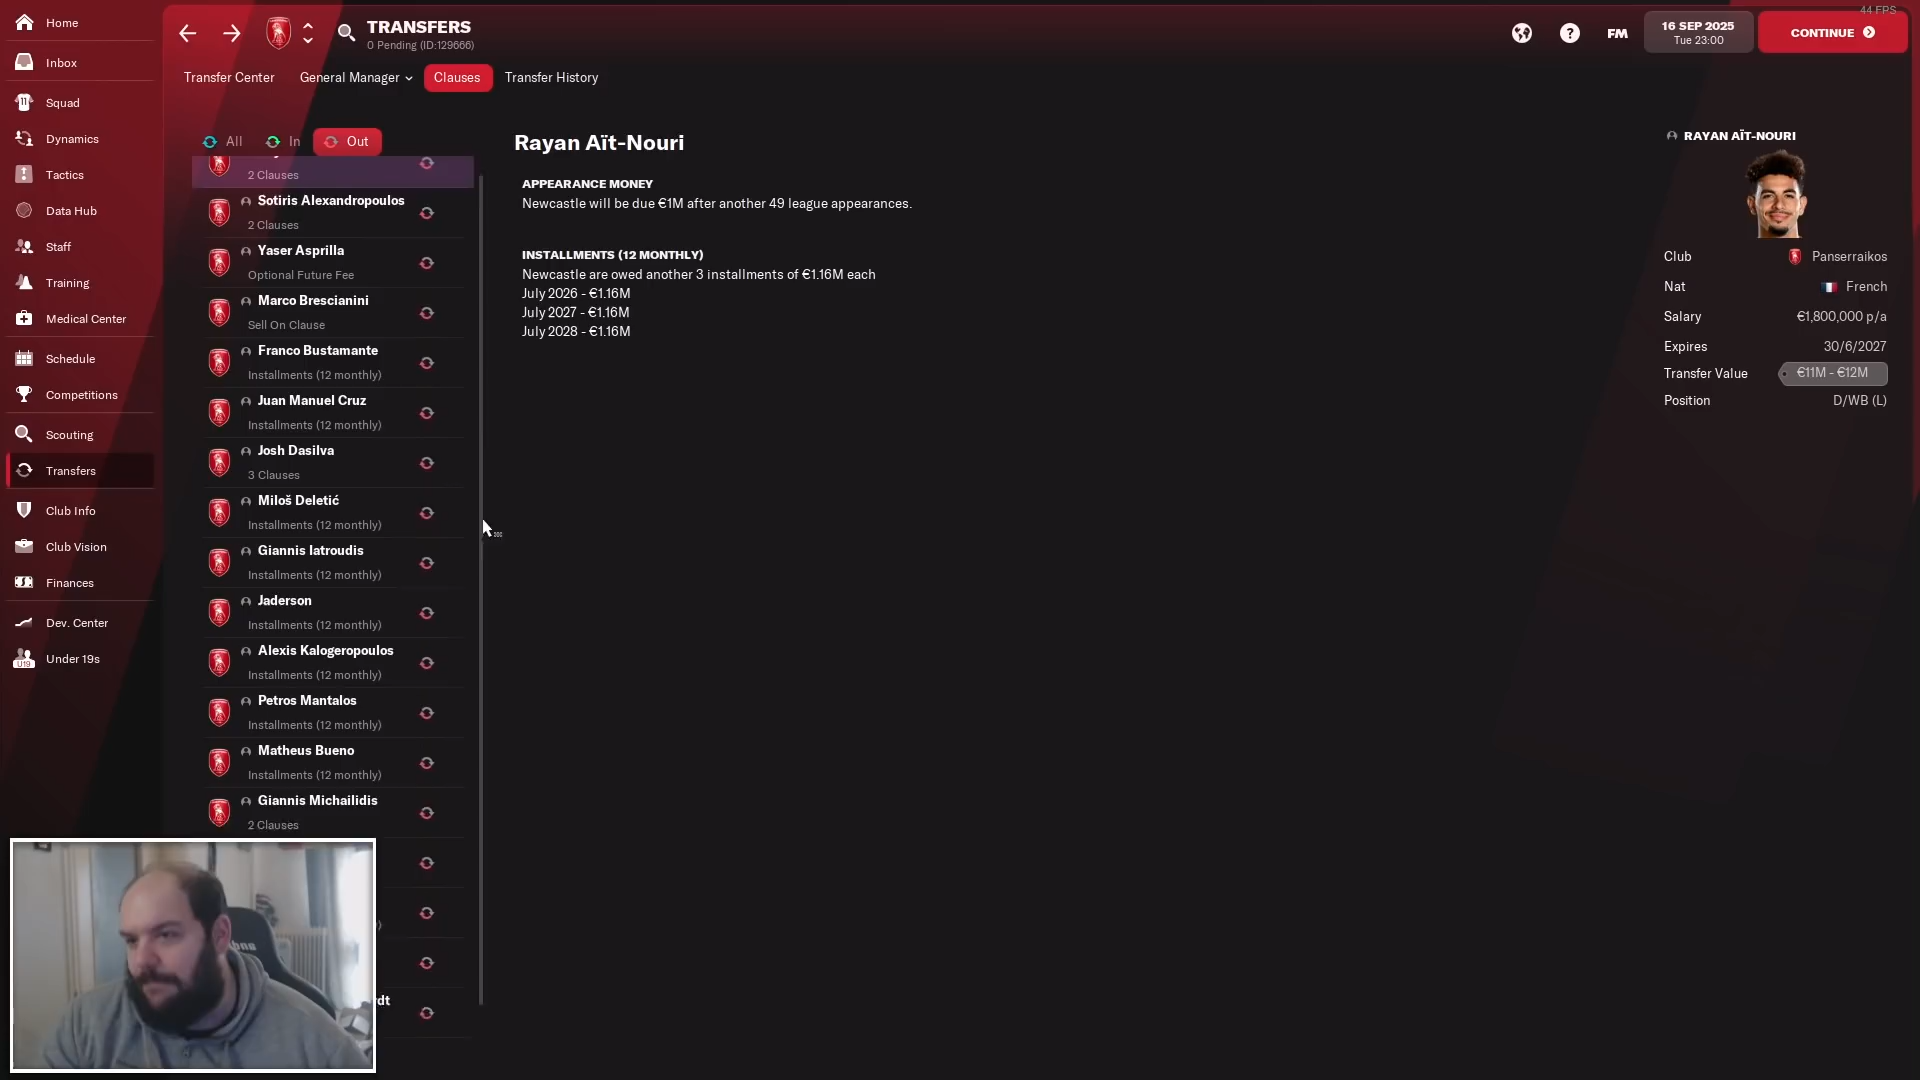 Home
Inbox
Squad
Dynamics
Tactics
Data Hub
Staff
Training
Medical Center
Schedule
Competitions
Scouting
Transfers
Club Info
Club Vision
Finances
Dev. Center
U19
Under 19s
TRANSFERS
0 Pending (ID:129666)
44 FPS
FM
16 SEP 2025
Tue 23:00
CONTINUE
Transfer Center
General Manager
Clauses
Transfer History
All
In
Out
2 Clauses
Sotiris Alexandropoulos
2 Clauses
Yaser Asprilla
Optional Future Fee
Marco Brescianini
Sell On Clause
Franco Bustamante
Installments (12 monthly)
Juan Manuel Cruz
Installments (12 monthly)
Josh Dasilva
3 Clauses
Miloš Deletić
Installments (12 monthly)
Giannis Iatroudis
Installments (12 monthly)
Jaderson
Installments (12 monthly)
Alexis Kalogeropoulos
Installments (12 monthly)
Petros Mantalos
Installments (12 monthly)
Matheus Bueno
Installments (12 monthly)
Giannis Michailidis
2 Clauses
Rayan Aït-Nouri
APPEARANCE MONEY
Newcastle will be due €1M after another 49 league appearances.
INSTALLMENTS (12 MONTHLY)
Newcastle are owed another 3 installments of €1.16M each
July 2026 - €1.16M
July 2027 - €1.16M
July 2028 - €1.16M
RAYAN AÏT-NOURI
Club Panserraikos
Nat French
Salary €1,800,000 p/a
Expires 30/6/2027
Transfer Value €11M - €12M
Position D/WB (L)